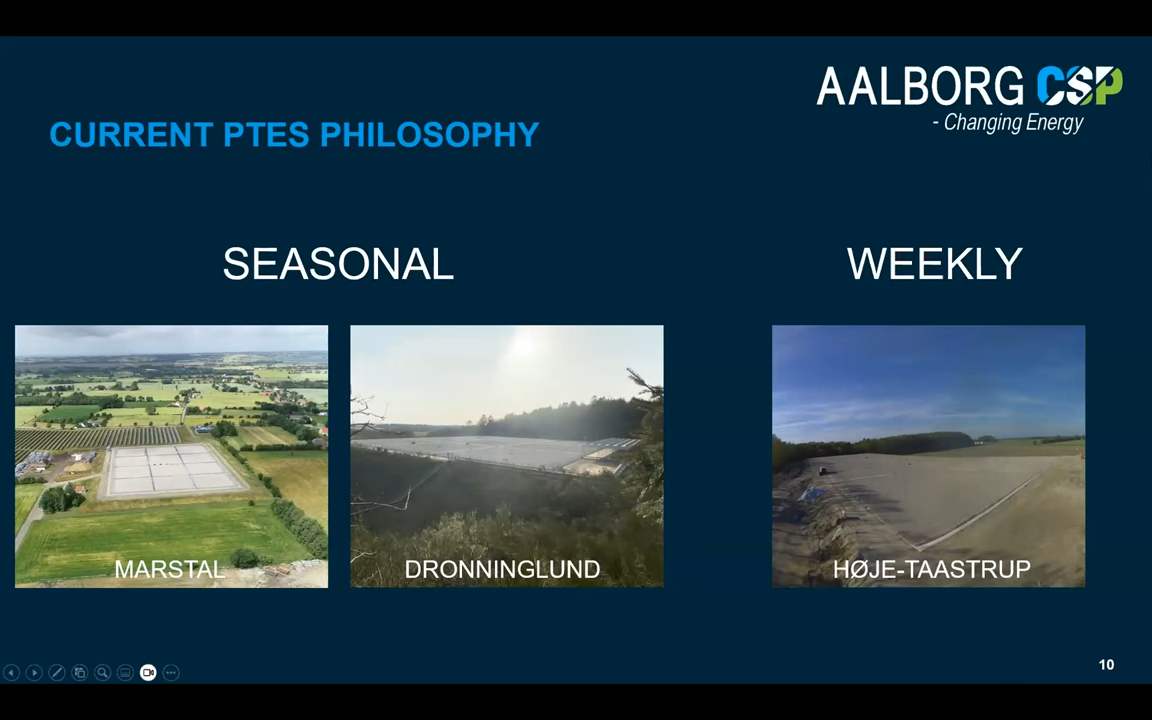 AALBORG CSP
- Changing Energy
CURRENT PTES PHILOSOPHY
SEASONAL
WEEKLY
MARSTAL
DRONNINGLUND
HØJE-TAASTRUP
10